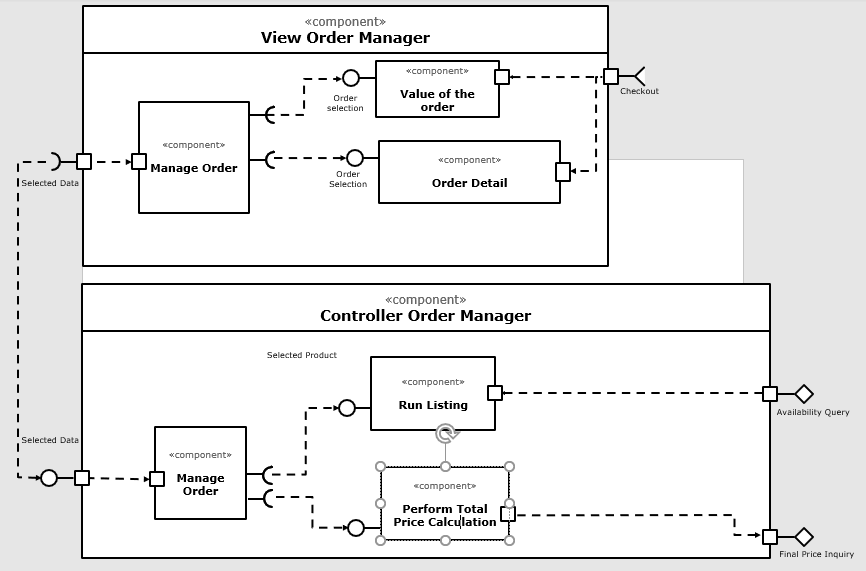 «component»
View Order Manager
«component»
Value of the
order
Order
selection
Checkout
«component»
Manage Order
«component»
Order Detail
Order
Selection
Selected Data
«component»
Controller Order Manager
Selected Product
«component»
Run Listing
Availability Query
Selected Data
«component»
Manage
Order
«component»
Perform Total
Price Calculation
Final Price Inquiry